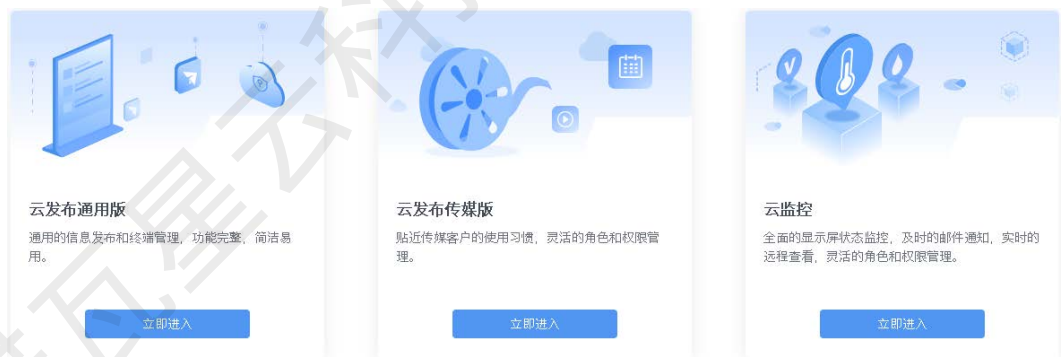 云发布通用版
通用的信息发布和终端管理，功能完整，简洁易
用。
立即进入
云发布传媒版
贴近传媒客户的使用习惯，灵活的角色和权限管
理。
立即进入
云监控
全面的显示屏状态监控，及时的邮件通知，实时的
远程查看，灵活的角色和权限管理。
立即进入